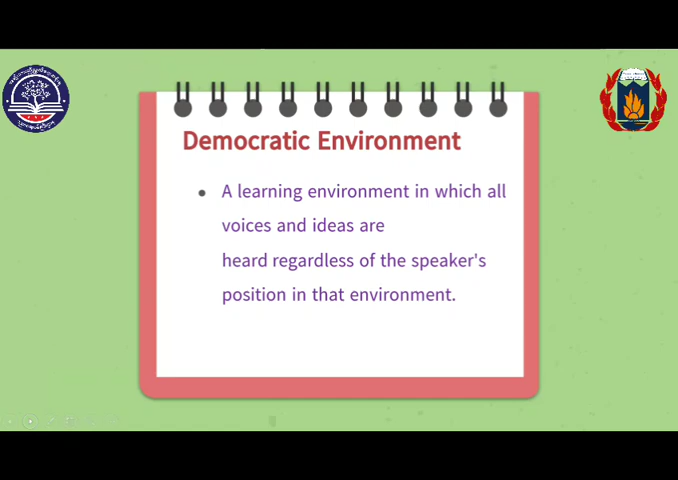 Democratic Environment
• A learning environment in which all
voices and ideas are
heard regardless of the speaker's
position in that environment.